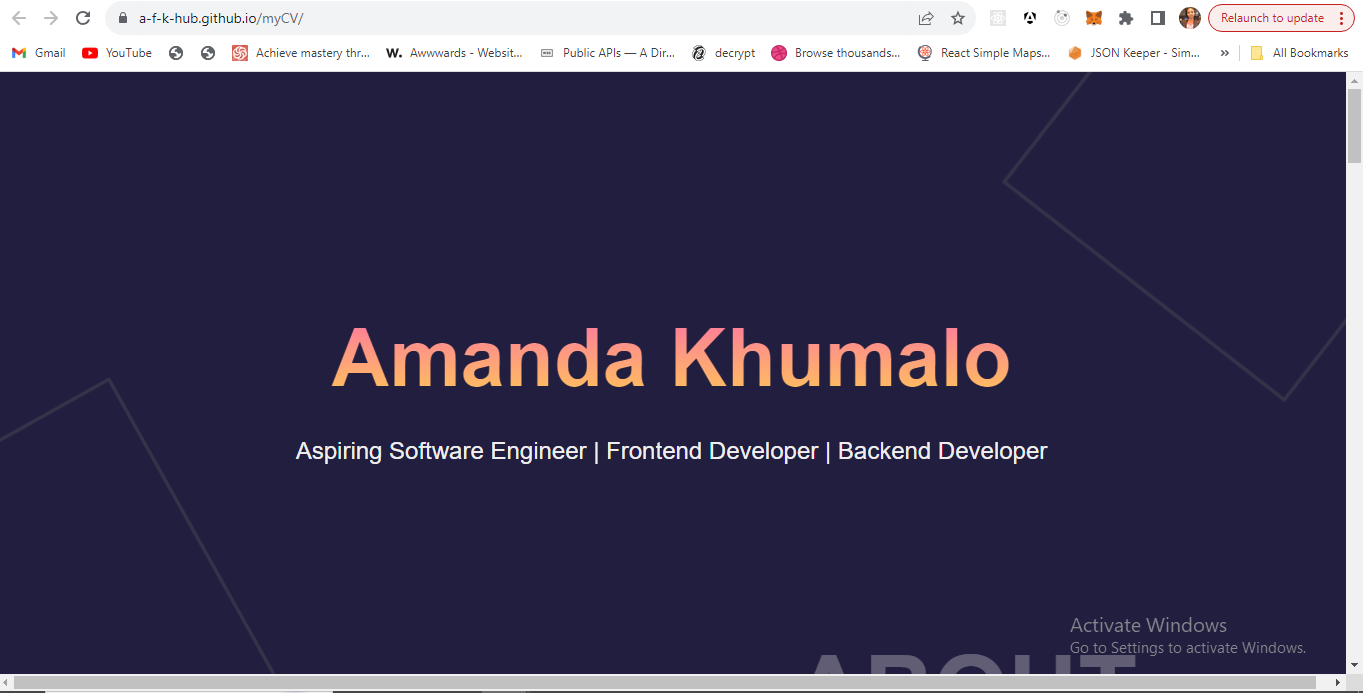 a-f-k-hub.github.io/myCV/
Relaunch to update
Gmail
YouTube
Achieve mastery thr...
W. Awwwards - Websit...
Public APIs — A Dir...
decrypt
Browse thousands...
React Simple Maps...
JSON Keeper - Sim...
»
All Bookmarks
Amanda Khumalo
Aspiring Software Engineer | Frontend Developer | Backend Developer
Activate Windows
Go to Settings to activate Windows.
ABOUT